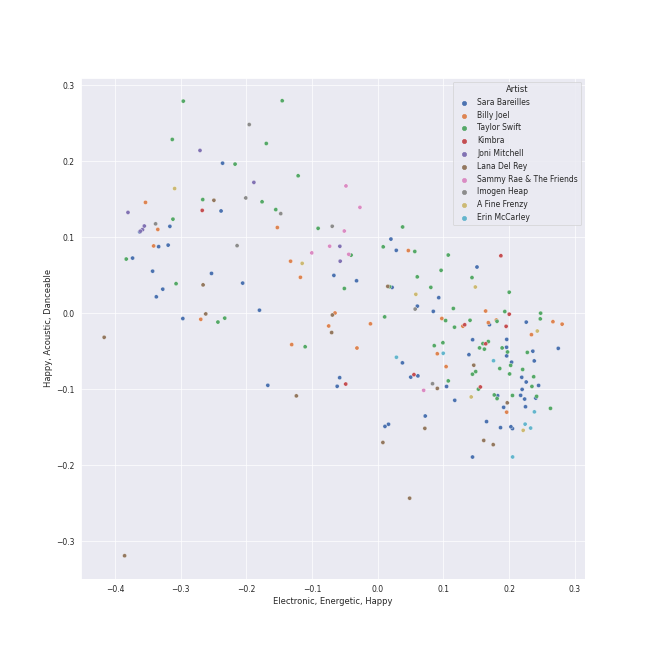 0.3
0.2
0.1
0.0
−0.1
−0.2
−0.3
Happy, Acoustic, Danceable
Artist
Sara Bareilles
Billy Joel
Taylor Swift
Kimbra
Joni Mitchell
Lana Del Rey
Sammy Rae & The Friends
Imogen Heap
A Fine Frenzy
Erin McCarley
−0.4 −0.3 −0.2 −0.1 0.0 0.1 0.2 0.3
Electronic, Energetic, Happy